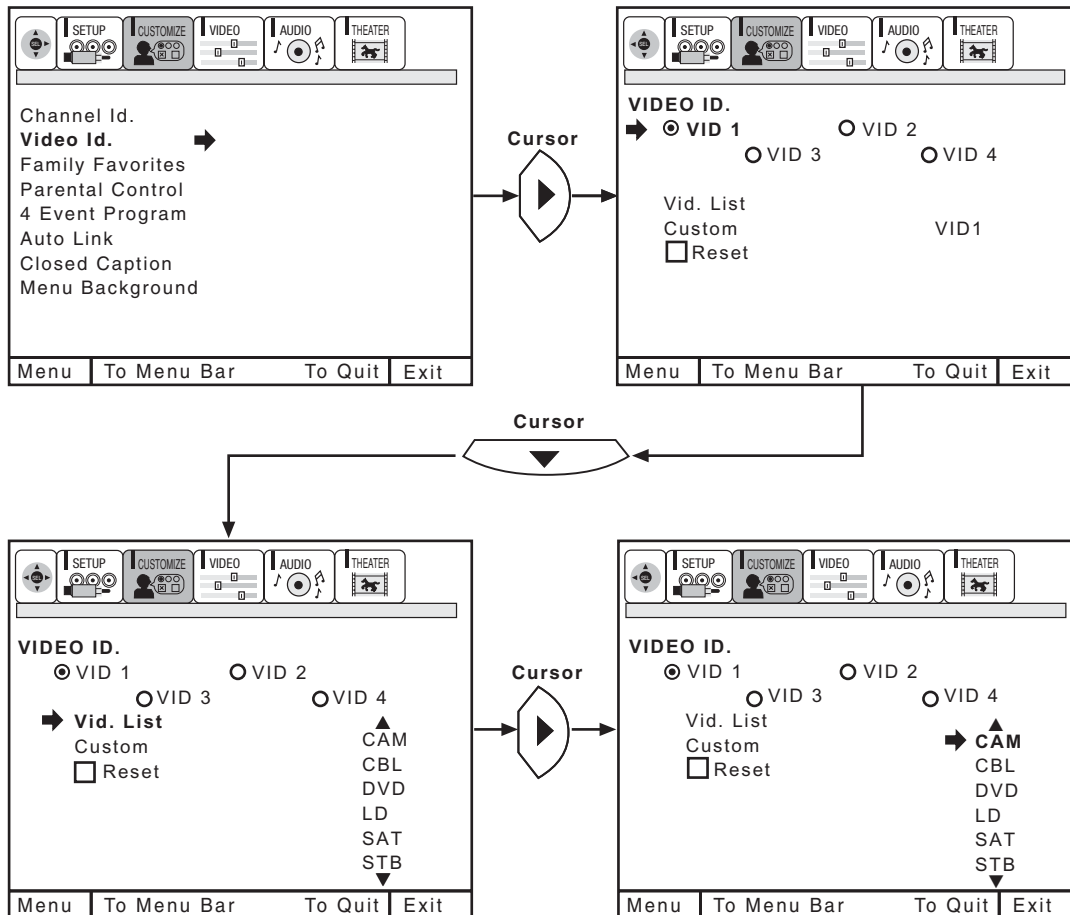 SEL SETUP CUSTOMIZE VIDEO AUDIO THEATER
Channel Id.
Video Id.
Family Favorites
Parental Control
4 Event Program
Auto Link
Closed Caption
Menu Background
Menu To Menu Bar To Quit Exit
Cursor
SEL SETUP CUSTOMIZE VIDEO AUDIO THEATER
VIDEO ID.
VID 1 VID 2
VID 3 VID 4
Vid. List
Custom VID1
Reset
Menu To Menu Bar To Quit Exit
Cursor
SEL SETUP CUSTOMIZE VIDEO AUDIO THEATER
VIDEO ID.
VID 1 VID 2
VID 3 VID 4
Vid. List
Custom
Reset
CAM
CBL
DVD
LD
SAT
STB
Menu To Menu Bar To Quit Exit
Cursor
SEL SETUP CUSTOMIZE VIDEO AUDIO THEATER
VIDEO ID.
VID 1 VID 2
VID 3 VID 4
Vid. List
Custom
Reset
CAM
CBL
DVD
LD
SAT
STB
Menu To Menu Bar To Quit Exit